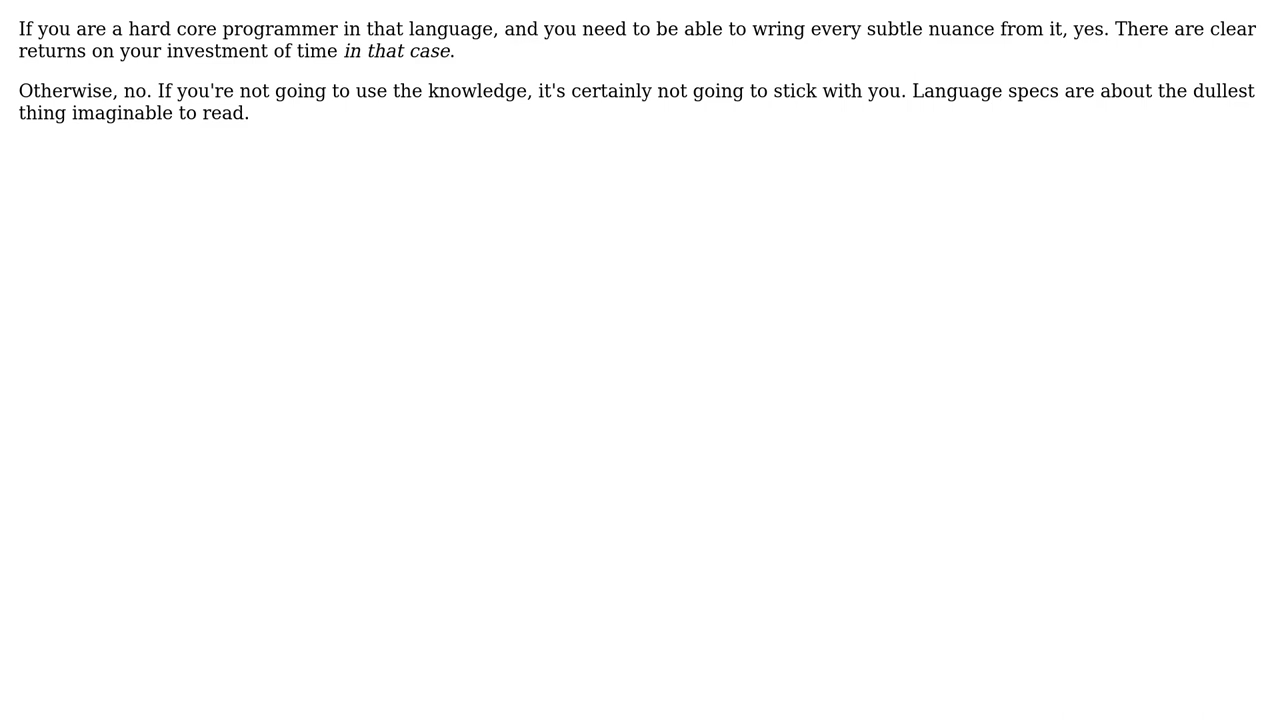 If you are a hard core programmer in that language, and you need to be able to wring every subtle nuance from it, yes. There are clear
returns on your investment of time in that case.
Otherwise, no. If you're not going to use the knowledge, it's certainly not going to stick with you. Language specs are about the dullest
thing imaginable to read.